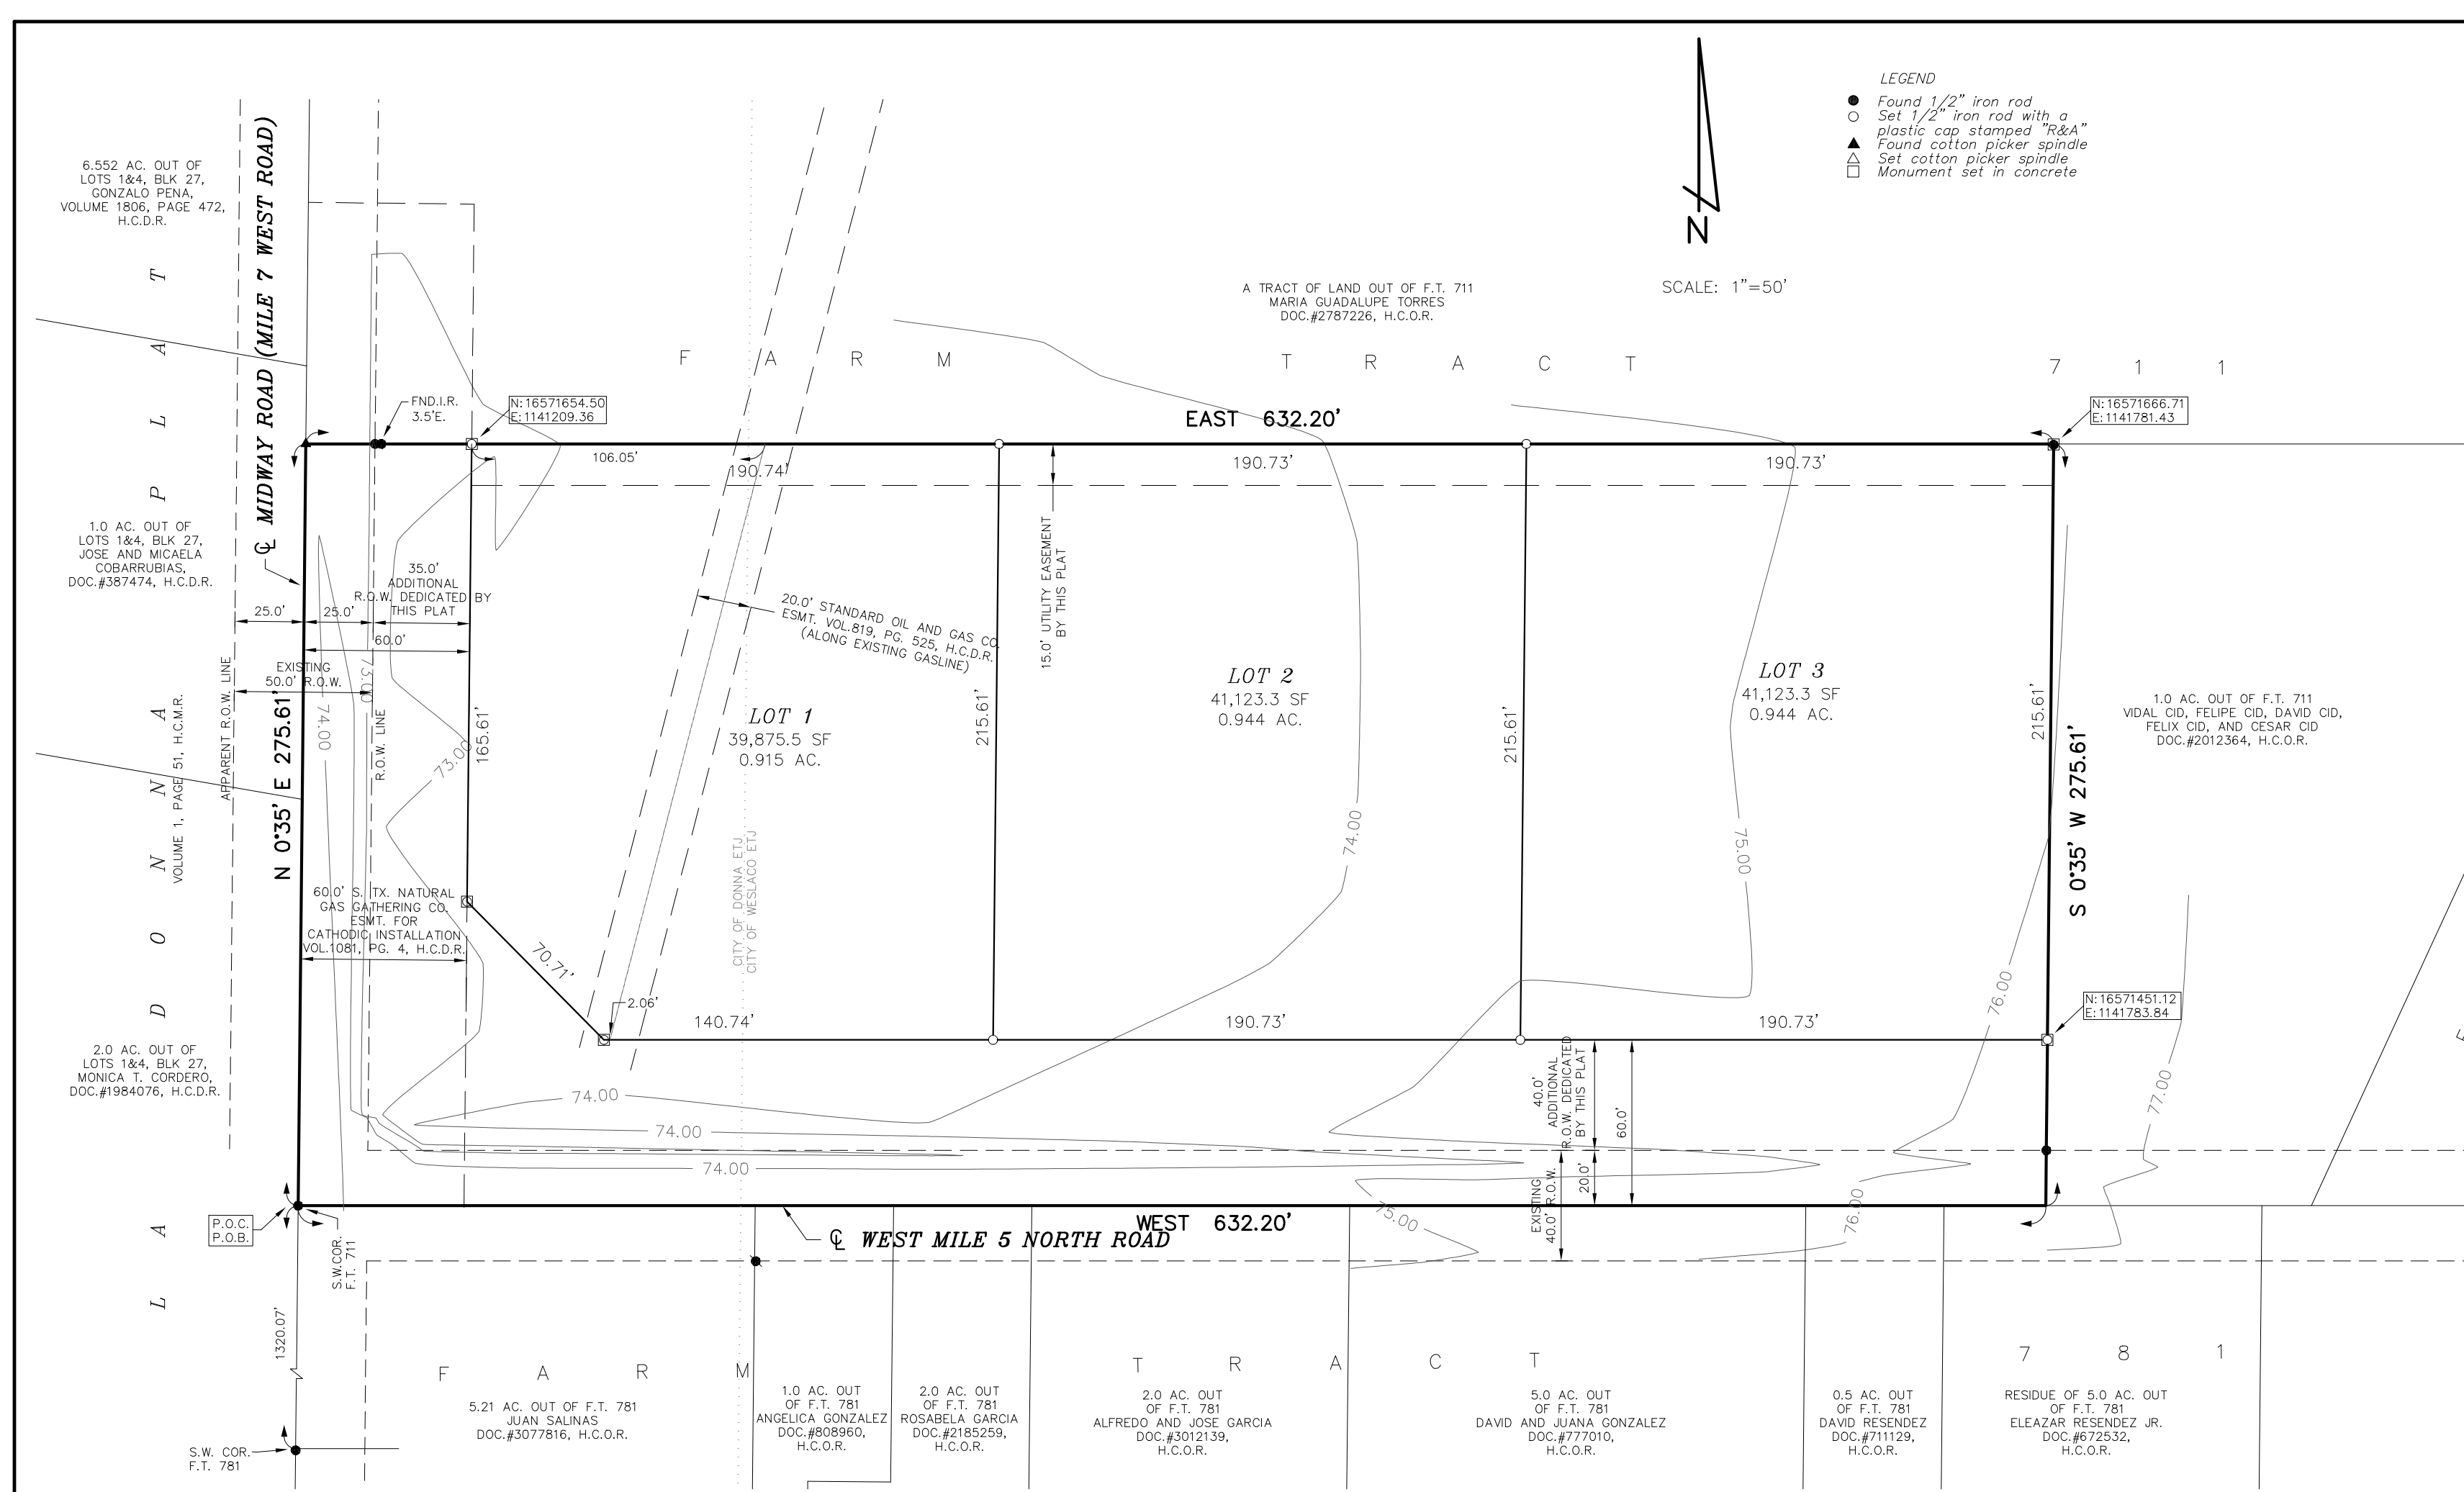 LEGEND
Found 1/2" iron rod
Set 1/2" iron rod with a
plastic cap stamped "R&A"
Found cotton picker spindle
Set cotton picker spindle
Monument set in concrete
N
SCALE: 1"=50'
6.552 AC. OUT OF
LOTS 1&4, BLK 27,
GONZALO PENA,
VOLUME 1806, PAGE 472,
H.C.D.R.
℄ MIDWAY ROAD (MILE 7 WEST ROAD)
A TRACT OF LAND OUT OF F.T. 711
MARIA GUADALUPE TORRES
DOC.#2787226, H.C.O.R.
FARM TRACT 711
FND.I.R.
3.5'E.
N:16571654.50
E:1141209.36
EAST 632.20'
N:16571666.71
E:1141781.43
106.05'
190.74'
190.73'
190.73'
1.0 AC. OUT OF
LOTS 1&4, BLK 27,
JOSE AND MICAELA
COBARRUBIAS,
DOC.#387474, H.C.D.R.
35.0'
ADDITIONAL
R.O.W. DEDICATED BY
THIS PLAT
25.0'
25.0'
60.0'
EXISTING
50.0' R.O.W.
20.0' STANDARD OIL AND GAS CO.
ESMT. VOL.819, PG. 525, H.C.D.R.
(ALONG EXISTING GASLINE)
15.0' UTILITY EASEMENT
BY THIS PLAT
LA DONNA PLAT
VOLUME 1, PAGE 51, H.C.M.R.
APPARENT R.O.W. LINE
N 0°35' E 275.61'
74.00
73.00
R.O.W. LINE
73.00
165.61'
LOT 1
39,875.5 SF
0.915 AC.
215.61'
LOT 2
41,123.3 SF
0.944 AC.
215.61'
LOT 3
41,123.3 SF
0.944 AC.
215.61'
S 0°35' W 275.61'
1.0 AC. OUT OF F.T. 711
VIDAL CID, FELIPE CID, DAVID CID,
FELIX CID, AND CESAR CID
DOC.#2012364, H.C.O.R.
74.00
75.00
CITY OF DONNA ETJ
CITY OF WESLACO ETJ
60.0' S. TX. NATURAL
GAS GATHERING CO.
ESMT. FOR
CATHODIC INSTALLATION
VOL.1081, PG. 4, H.C.D.R.
70.71'
2.06'
140.74'
190.73'
190.73'
76.00
N:16571451.12
E:1141783.84
2.0 AC. OUT OF
LOTS 1&4, BLK 27,
MONICA T. CORDERO,
DOC.#1984076, H.C.D.R.
74.00
74.00
74.00
40.0'
ADDITIONAL
R.O.W. DEDICATED
BY THIS PLAT
60.0'
20.0'
EXISTING
40.0' R.O.W.
77.00
76.00
75.00
P.O.C.
P.O.B.
S.W.COR.
F.T. 711
WEST 632.20'
℄ WEST MILE 5 NORTH ROAD
1320.07'
FARM TRACT 781
S.W. COR.
F.T. 781
5.21 AC. OUT OF F.T. 781
JUAN SALINAS
DOC.#3077816, H.C.O.R.
1.0 AC. OUT
OF F.T. 781
ANGELICA GONZALEZ
DOC.#808960,
H.C.O.R.
2.0 AC. OUT
OF F.T. 781
ROSABELA GARCIA
DOC.#2185259,
H.C.O.R.
2.0 AC. OUT
OF F.T. 781
ALFREDO AND JOSE GARCIA
DOC.#3012139,
H.C.O.R.
5.0 AC. OUT
OF F.T. 781
DAVID AND JUANA GONZALEZ
DOC.#777010,
H.C.O.R.
0.5 AC. OUT
OF F.T. 781
DAVID RESENDEZ
DOC.#711129,
H.C.O.R.
RESIDUE OF 5.0 AC. OUT
OF F.T. 781
ELEAZAR RESENDEZ JR.
DOC.#672532,
H.C.O.R.